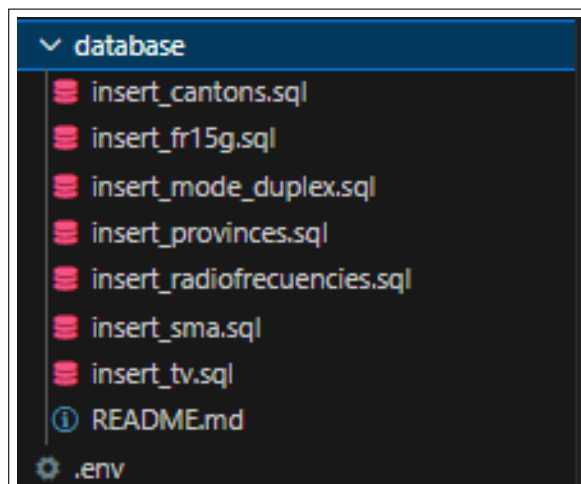 database
insert_cantons.sql
insert_fr15g.sql
insert_mode_duplex.sql
insert_provinces.sql
insert_radiofrecuencies.sql
insert_sma.sql
insert_tv.sql
README.md
.env